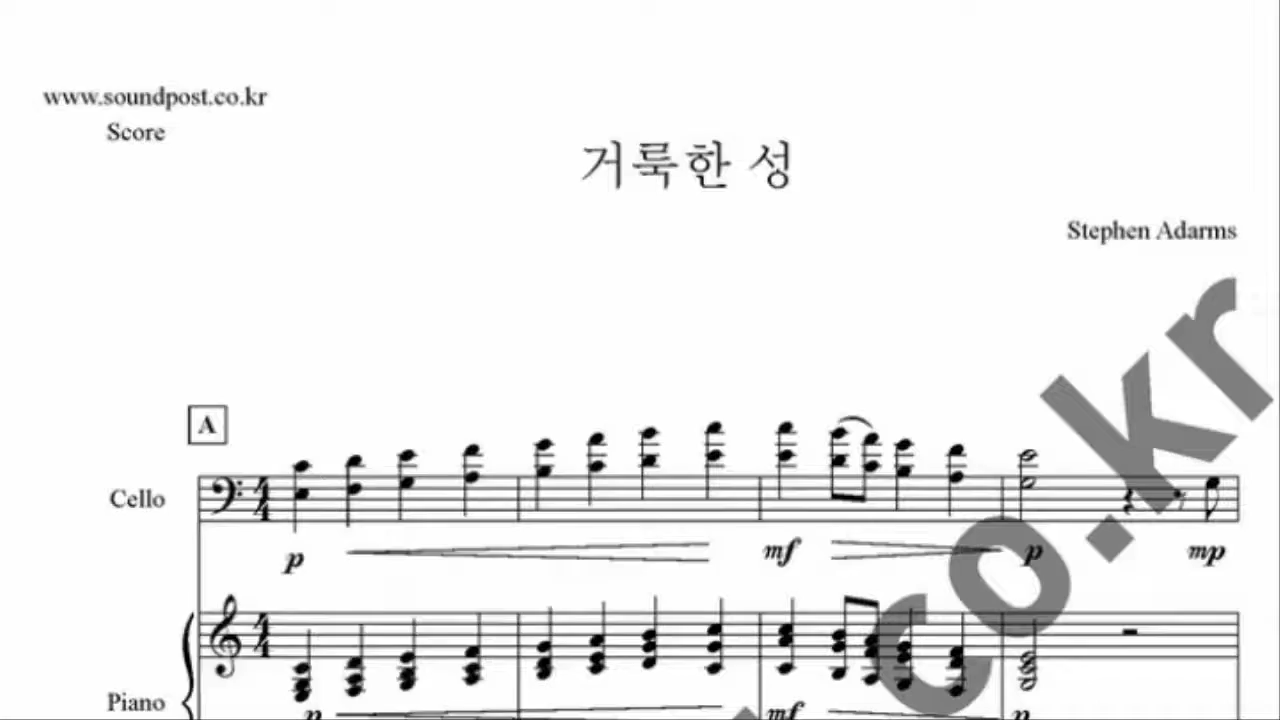 www.soundpost.co.kr
Score
거룩한 성
Stephen Adarms
A
Cello
p
mf
p
mp
Piano
p
mf
p
co.kr